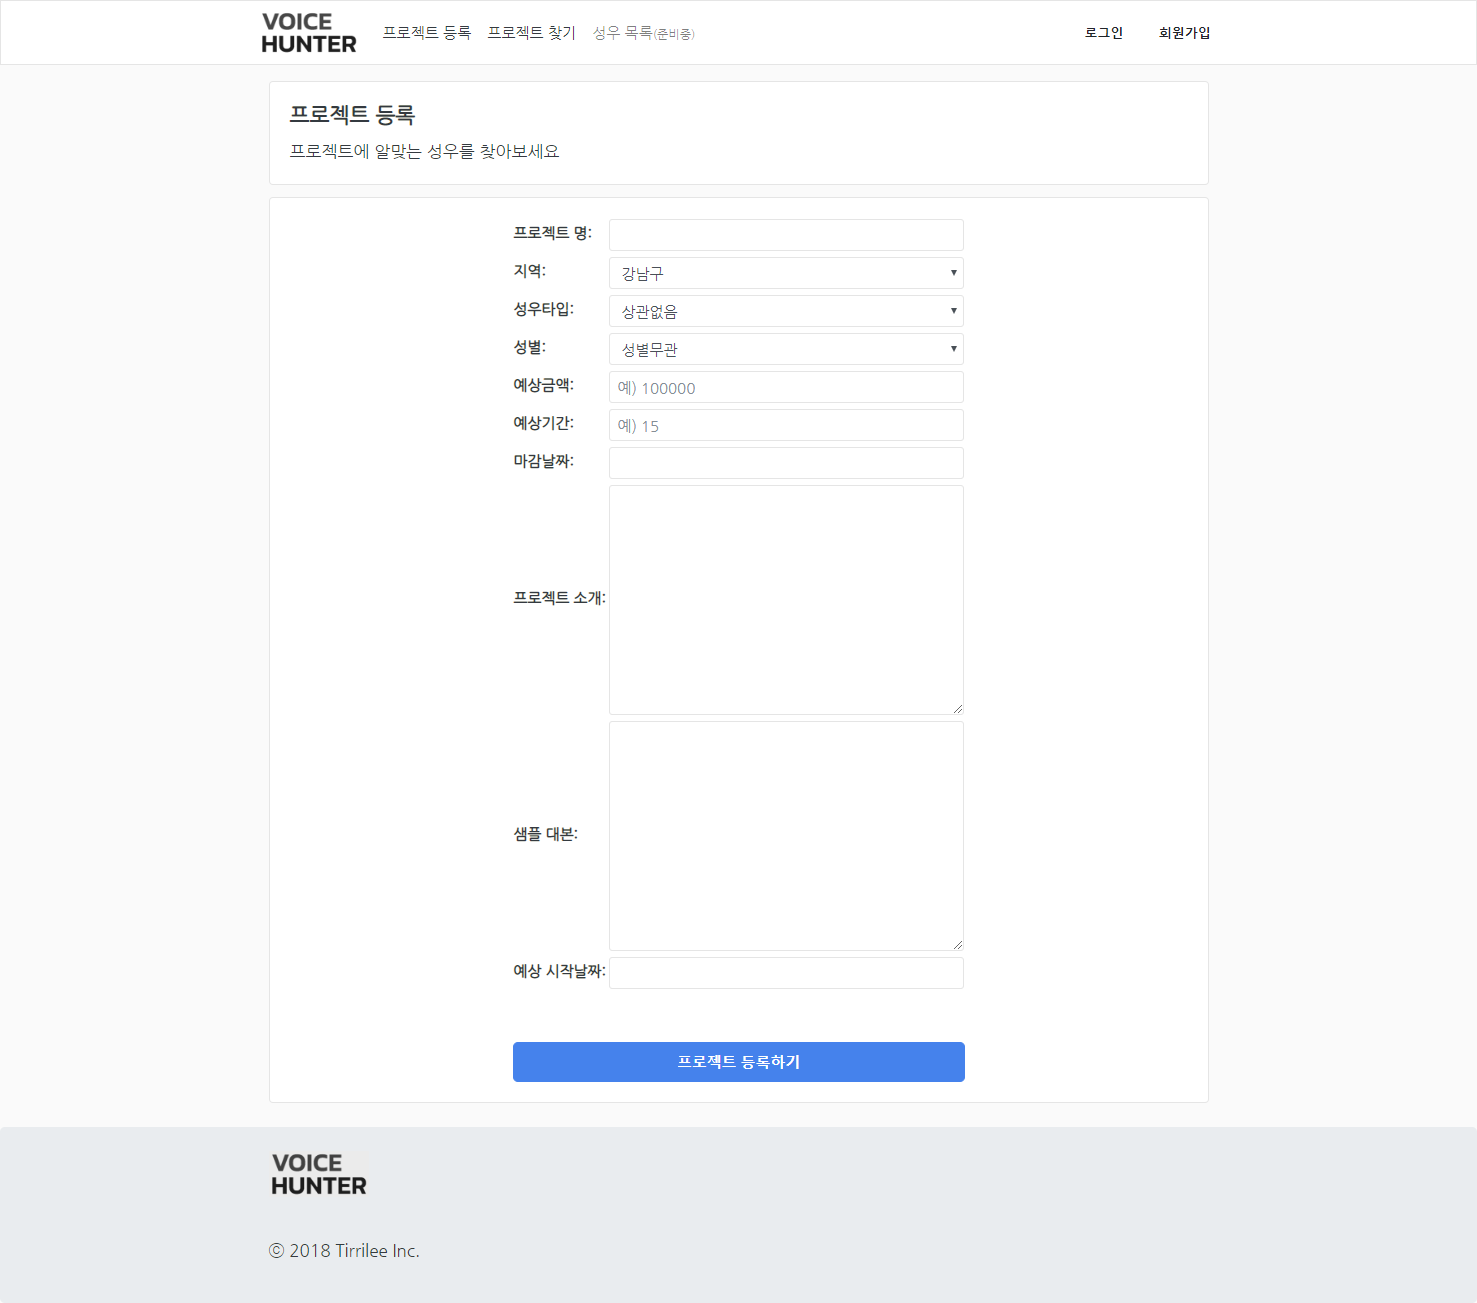 VOICE
HUNTER
프로젝트 등록 프로젝트 찾기 성우 목록(준비중) 로그인 회원가입
프로젝트 등록
프로젝트에 알맞는 성우를 찾아보세요
프로젝트 명:
지역: 강남구
성우타입: 상관없음
성별: 성별무관
예상금액: 예) 100000
예상기간: 예) 15
마감날짜:
프로젝트 소개:
샘플 대본:
예상 시작날짜:
프로젝트 등록하기
VOICE
HUNTER
ⓒ 2018 Tirrilee Inc.